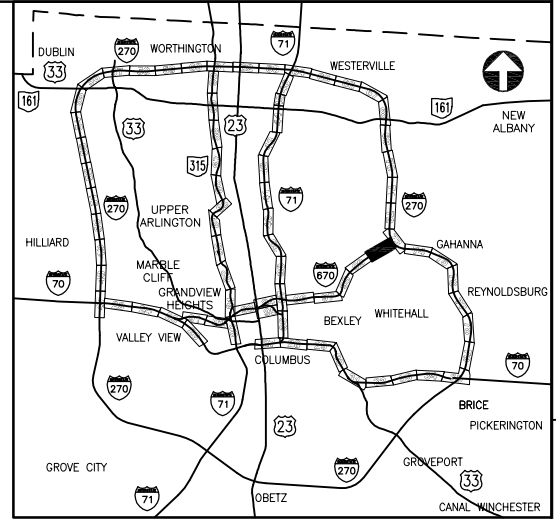 DUBLIN
33
270
WORTHINGTON
71
WESTERVILLE
161
33
23
161
NEW
ALBANY
315
270
UPPER
ARLINGTON
71
270
HILLIARD
70
MARBLE
CLIFF
GRANDVIEW
HEIGHTS
670
GAHANNA
REYNOLDSBURG
VALLEY VIEW
BEXLEY
WHITEHALL
COLUMBUS
70
270
71
23
BRICE
PICKERINGTON
GROVE CITY
270
GROVEPORT
33
71
OBETZ
CANAL WINCHESTER